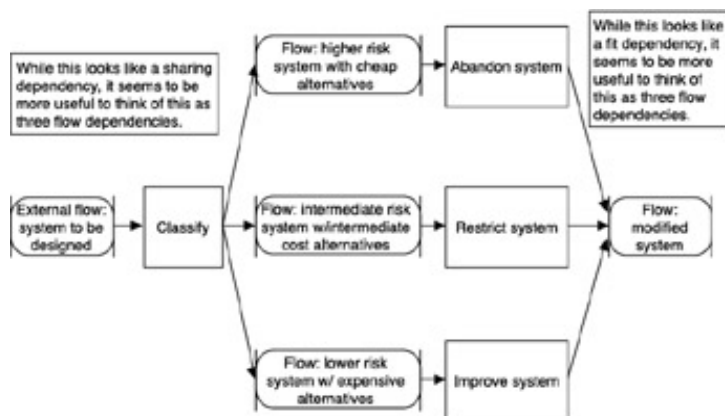 While this looks like a sharing
dependency, it seems to be
more useful to think of this as
three flow dependencies.
Flow: higher risk
system with cheap
alternatives
Abandon system
While this looks like
a fit dependency, it
seems to be more
useful to think of
this as three flow
dependencies.
External flow:
system to be
designed
Classify
Flow: intermediate risk
system w/intermediate
cost alternatives
Restrict system
Flow:
modified
system
Flow: lower risk
system w/ expensive
alternatives
Improve system